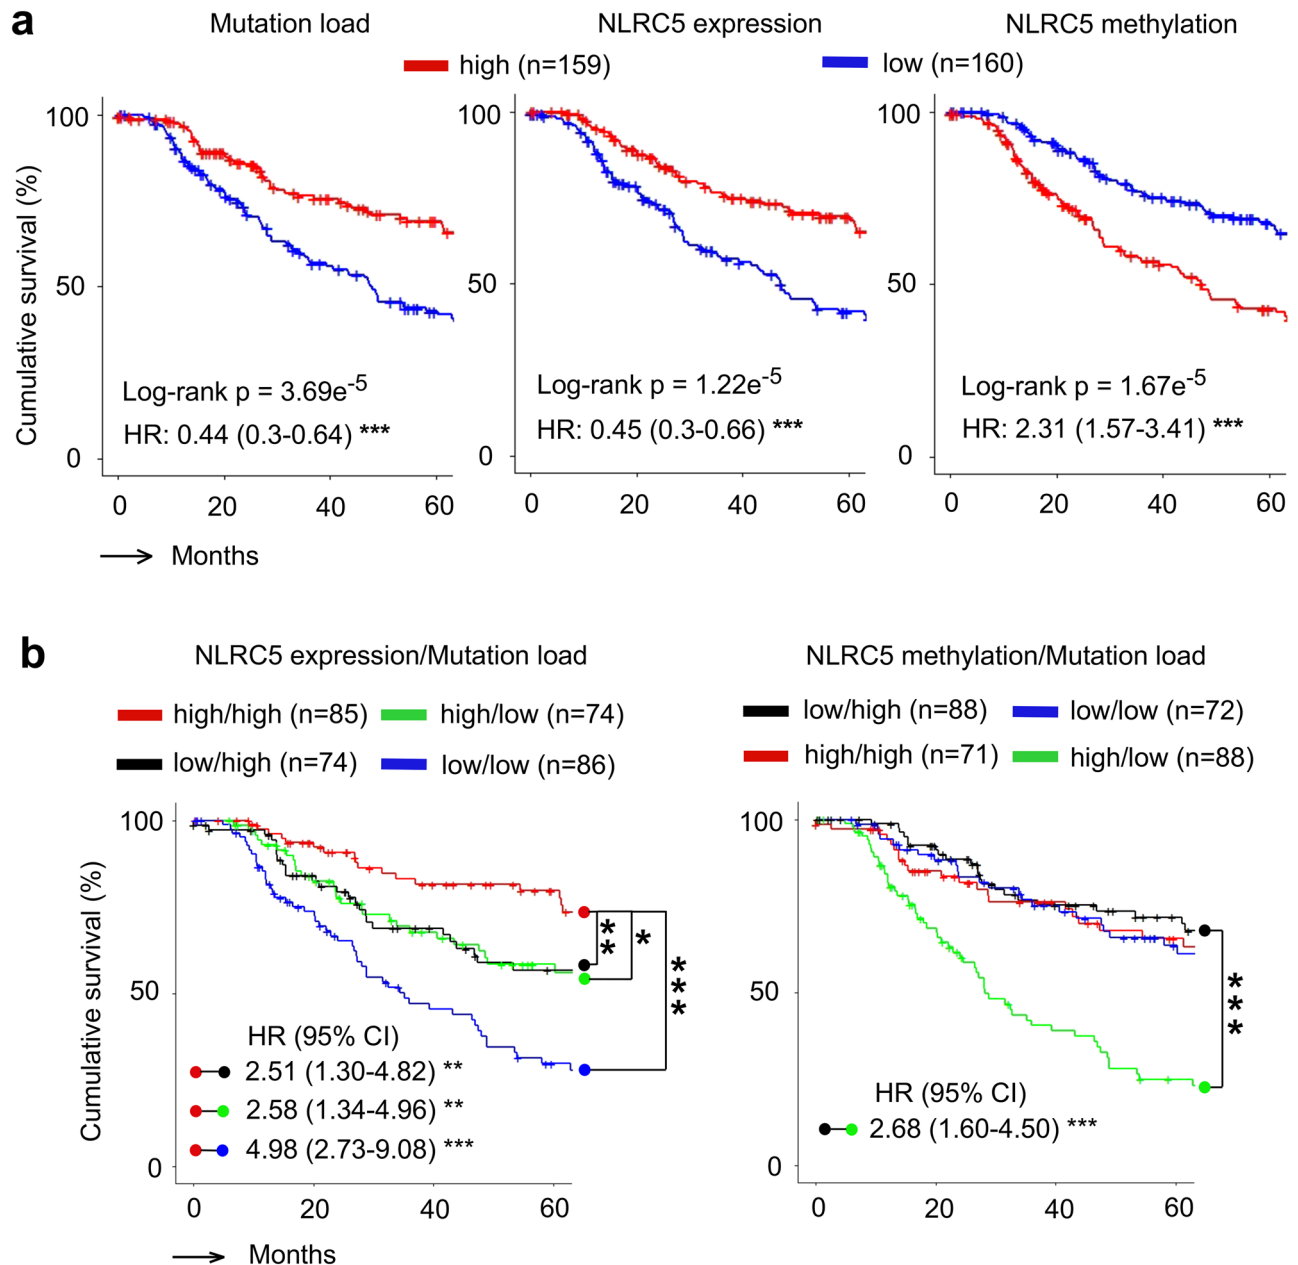 a
Mutation load NLRC5 expression NLRC5 methylation
high (n=159) low (n=160)
Cumulative survival (%)
100
50
0
Log-rank p = 3.69e-5
HR: 0.44 (0.3-0.64) ***
0 20 40 60
100
50
0
Log-rank p = 1.22e-5
HR: 0.45 (0.3-0.66) ***
0 20 40 60
100
50
0
Log-rank p = 1.67e-5
HR: 2.31 (1.57-3.41) ***
0 20 40 60
Months
b
NLRC5 expression/Mutation load
high/high (n=85) high/low (n=74)
low/high (n=74) low/low (n=86)
Cumulative survival (%)
100
50
0
**
*
***
HR (95% CI)
2.51 (1.30-4.82) **
2.58 (1.34-4.96) **
4.98 (2.73-9.08) ***
0 20 40 60
Months
NLRC5 methylation/Mutation load
low/high (n=88) low/low (n=72)
high/high (n=71) high/low (n=88)
100
50
0
***
HR (95% CI)
2.68 (1.60-4.50) ***
0 20 40 60